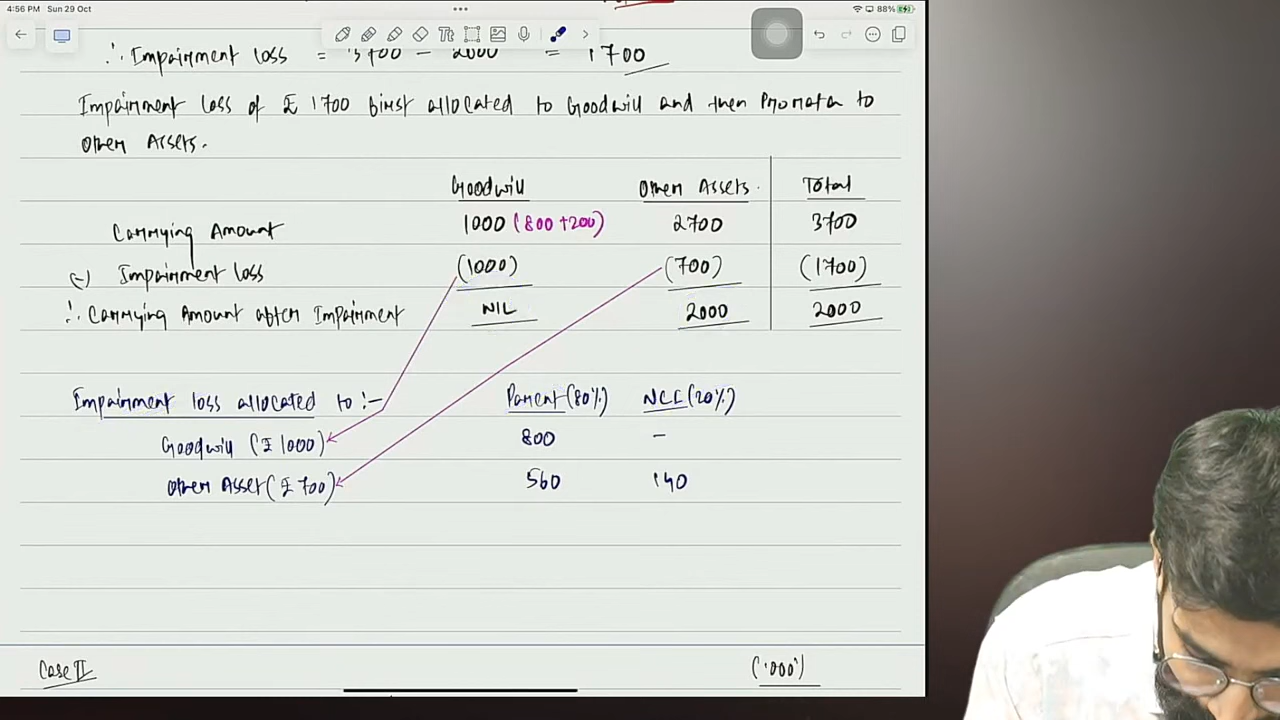 4:56 PM Sun 29 Oct
88%
∴ Impairment loss = 3700 - 2000 = 1700
Impairment Loss of ₤ 1700 first allocated to Goodwill and then Prorata to
Other Assets.
Goodwill Other Assets. Total
Carrying Amount 1000 (800+200) 2700 3700
(-) Impairment loss (1000) (700) (1700)
∴ Carrying Amount after Impairment NIL 2000 2000
Impairment loss allocated to :- Parent (80%) NCI (20%)
Goodwill (₤ 1000) 800 -
Other Asset (₤ 700) 560 140
Case II ('000')